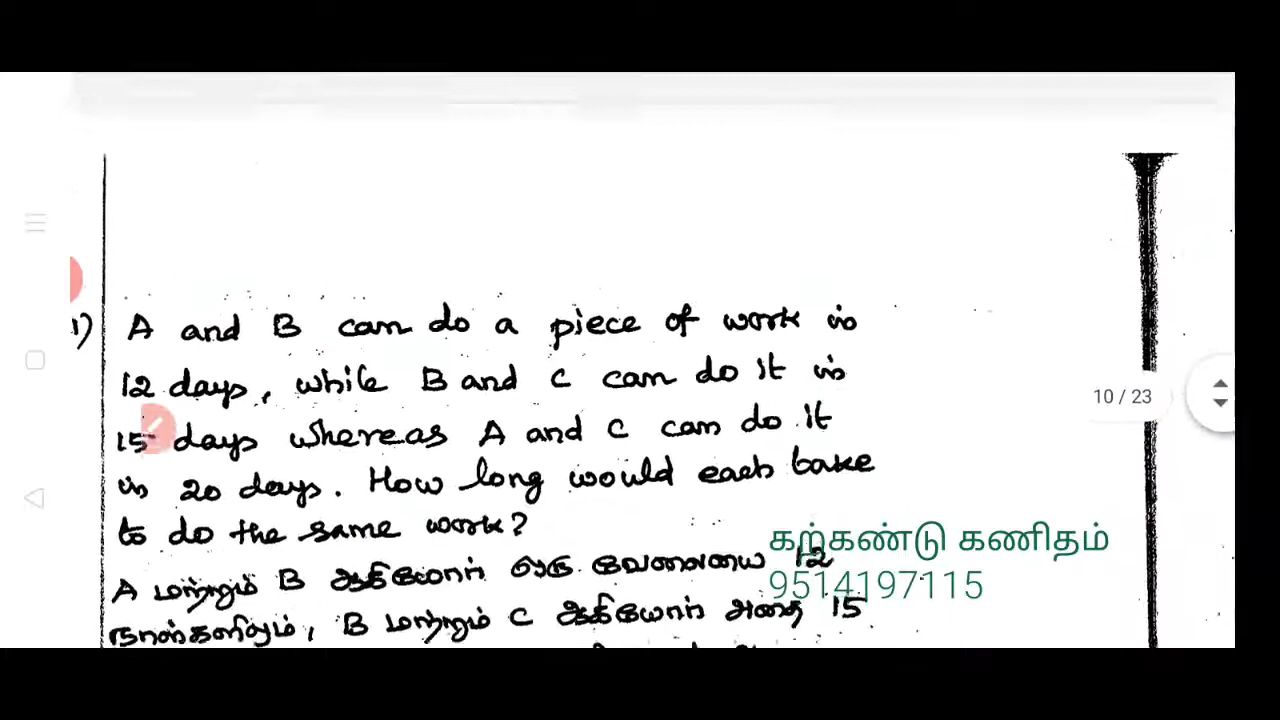 1) A and B can do a piece of work in
12 days, while B and C can do it in
15 days whereas A and C can do it
in 20 days. How long would each take
to do the same work?
A மற்றும் B ஆகியோர் ஒரு வேலையை 12
நாள்களிலும், B மற்றும் C ஆகியோர் அதை 15
கற்கண்டு கணிதம்
9514197115
10 / 23